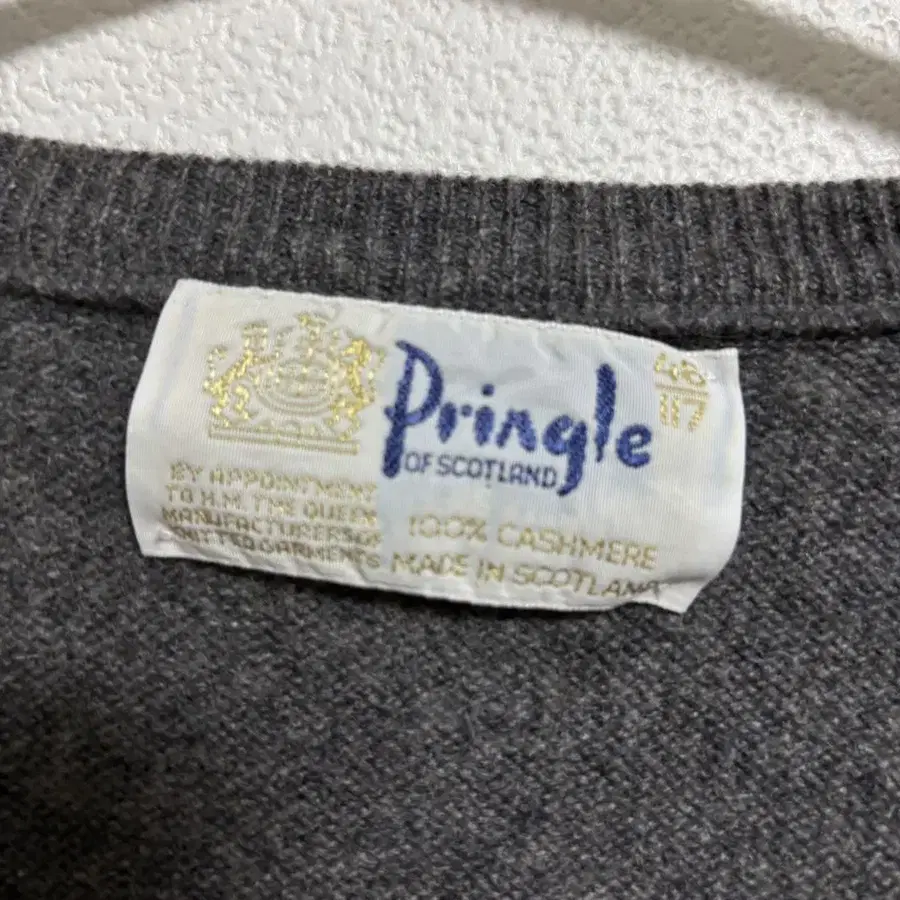 Pringle
OF SCOTLAND
46
117
BY APPOINTMENT
TO H.M. THE QUEEN
MANUFACTURERS OF
KNITTED GARMENTS
100% CASHMERE
MADE IN SCOTLAND